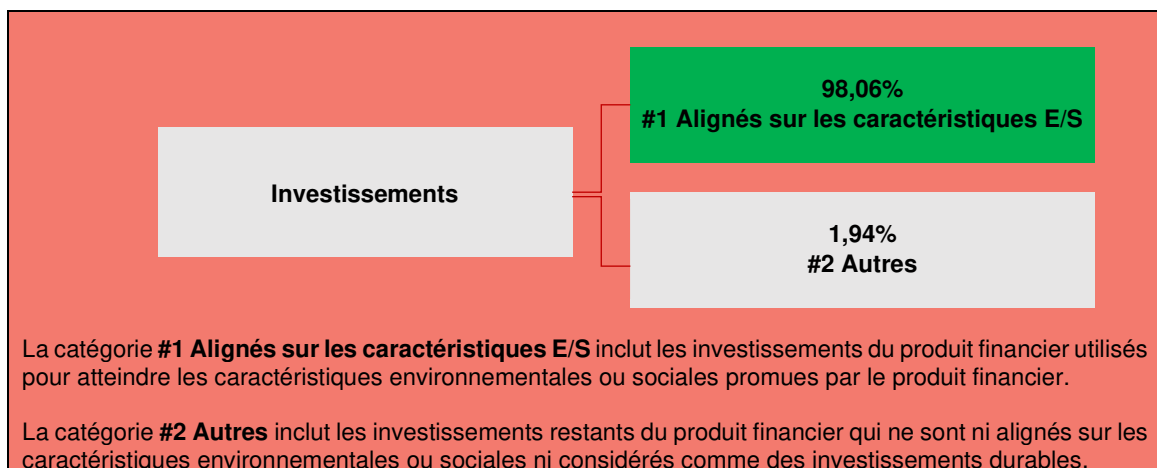 98,06%
#1 Alignés sur les caractéristiques E/S
Investissements
1,94%
#2 Autres
La catégorie #1 Alignés sur les caractéristiques E/S inclut les investissements du produit financier utilisés
pour atteindre les caractéristiques environnementales ou sociales promues par le produit financier.
La catégorie #2 Autres inclut les investissements restants du produit financier qui ne sont ni alignés sur les
caractéristiques environnementales ou sociales ni considérés comme des investissements durables.